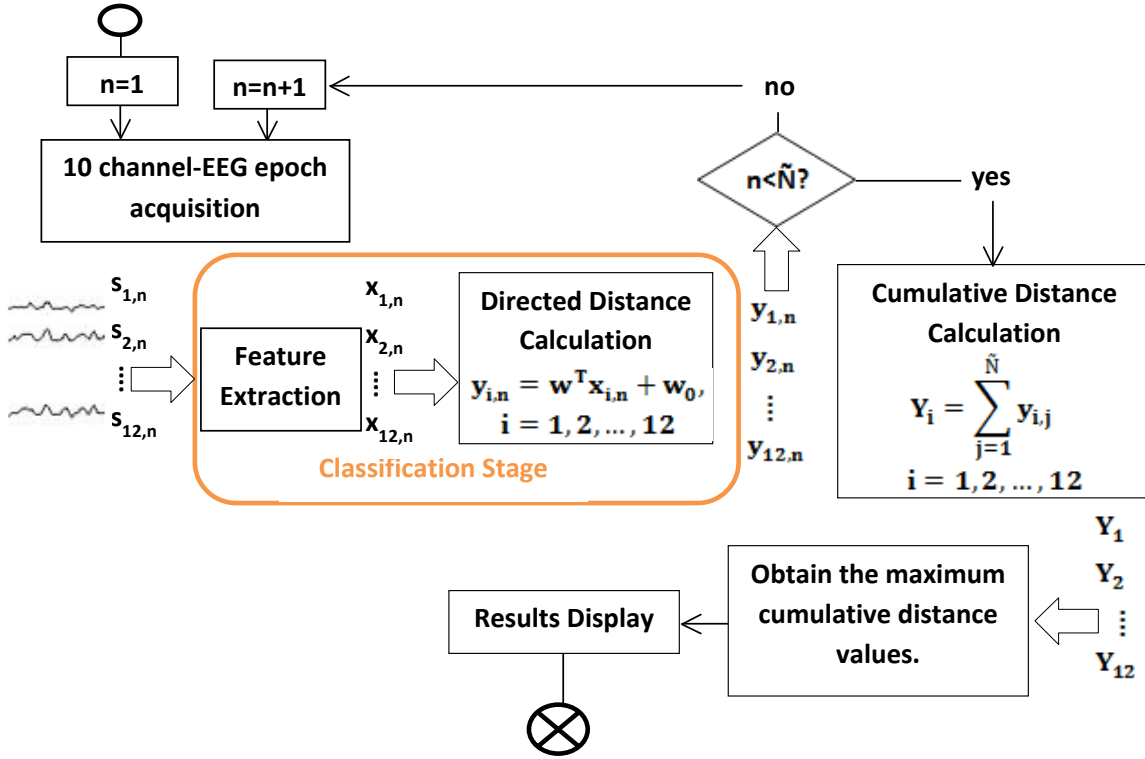 n=1
n=n+1
no
10 channel-EEG epoch
acquisition
n<Ñ?
yes
s1,n
s2,n
⋮
s12,n
Feature
Extraction
x1,n
x2,n
⋮
x12,n
Directed Distance
Calculation
yi,n = wTxi,n + w0,
i = 1, 2, ..., 12
Classification Stage
y1,n
y2,n
⋮
y12,n
Cumulative Distance
Calculation
Ñ
Yi = ∑ yi,j
j=1
i = 1, 2, ..., 12
Y1
Y2
⋮
Y12
Obtain the maximum
cumulative distance
values.
Results Display